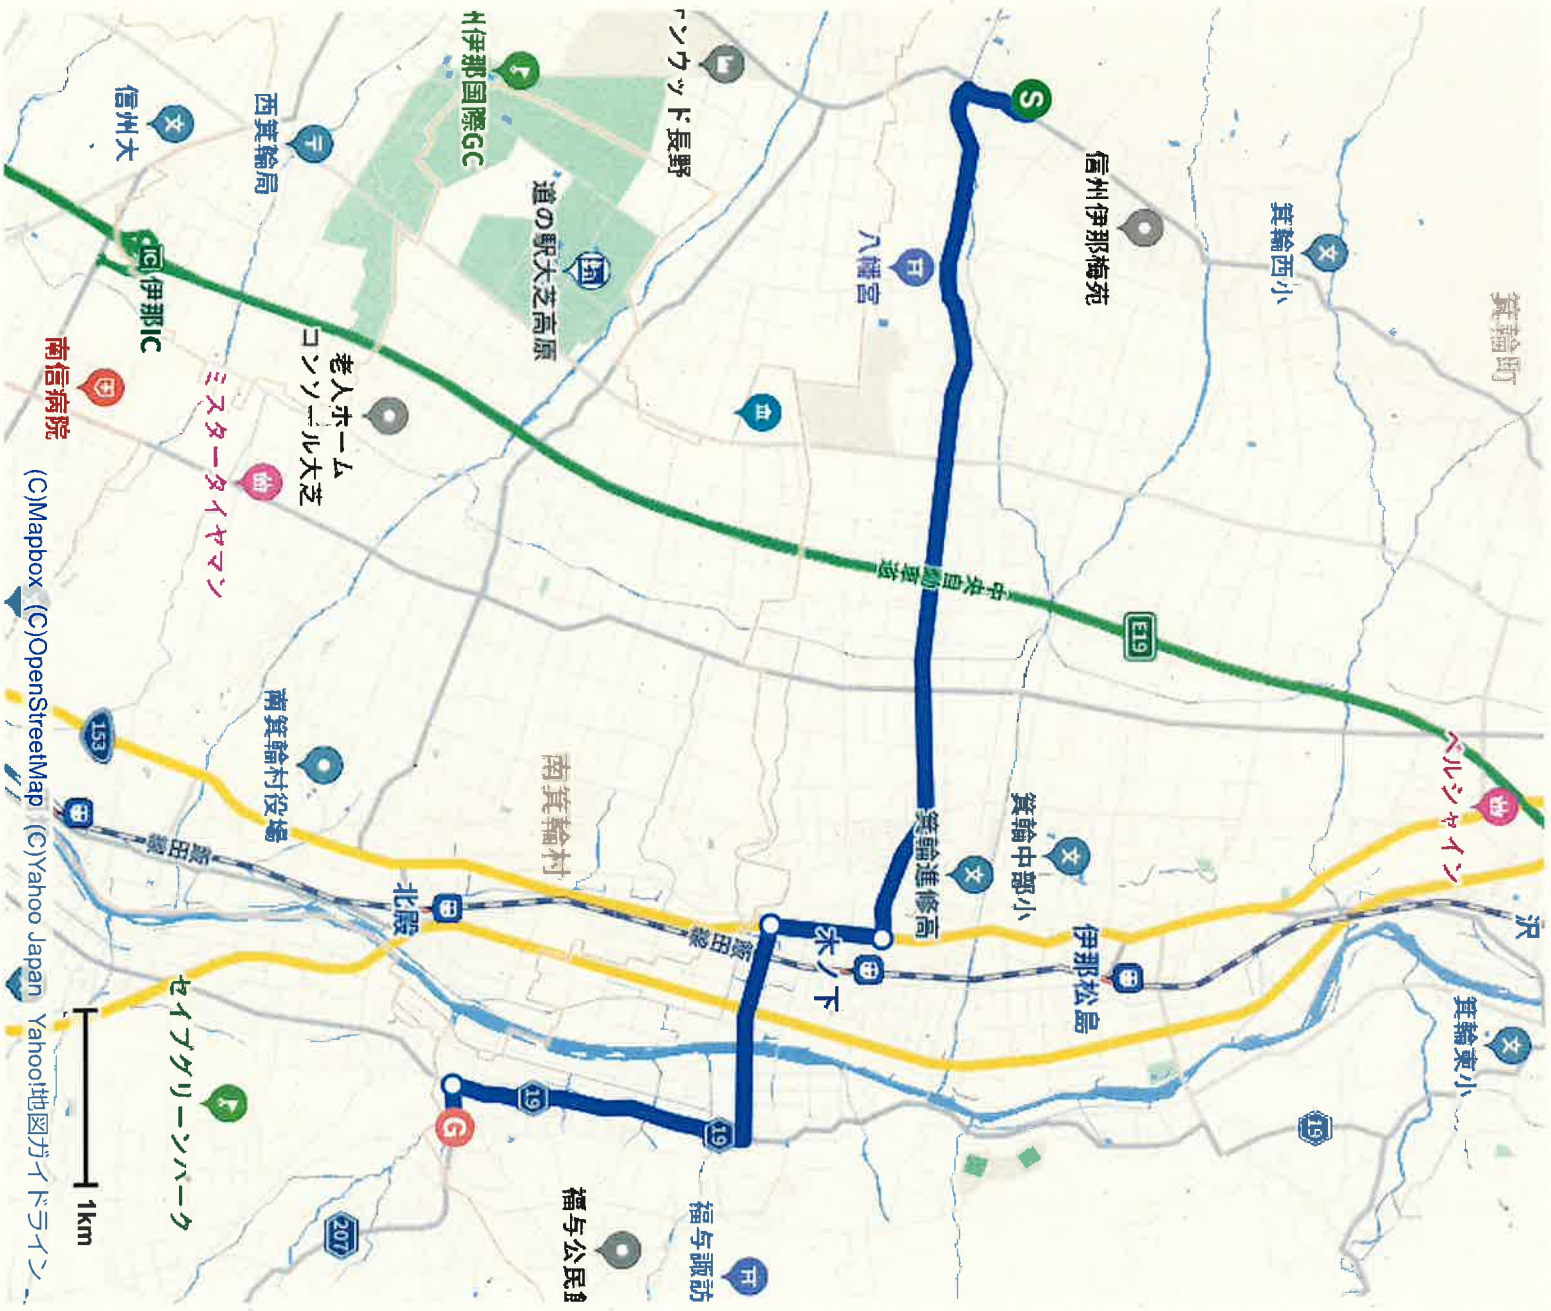 箕輪町
箕輪西小
信州伊那梅苑
S
八幡宮
ンウッド長野
州伊那国際GC
道の駅大芝高原
西箕輪局
信州大
IC
伊那IC
南信病院
老人ホーム
コンソール大芝
ミスタータイヤマン
中央自動車道
E19
ベルシャイン
沢
箕輪中部小
箕輪進修高
伊那松島
木ノ下
箕輪東小
19
南箕輪村
南箕輪村役場
153
飯田線
飯田線
北殿
19
19
G
セイブグリーンパーク
207
福与公民館
福与諏訪
1km
(C)Mapbox (C)OpenStreetMap (C)Yahoo Japan Yahoo!地図ガイドライン